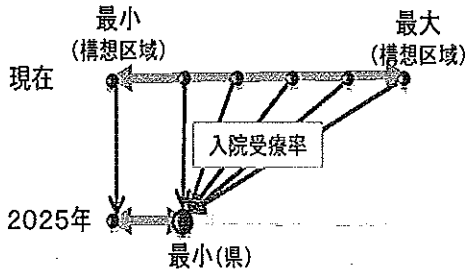 最小
(構想区域)
最大
(構想区域)
現在
入院受療率
2025年
最小(県)